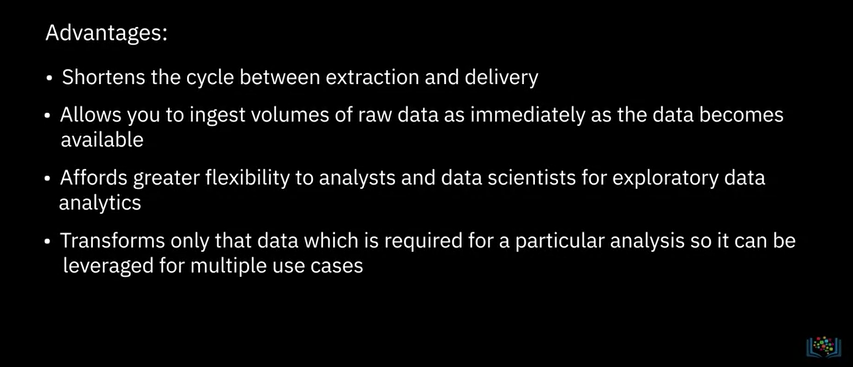 Advantages:
• Shortens the cycle between extraction and delivery
• Allows you to ingest volumes of raw data as immediately as the data becomes
available
• Affords greater flexibility to analysts and data scientists for exploratory data
analytics
• Transforms only that data which is required for a particular analysis so it can be
leveraged for multiple use cases